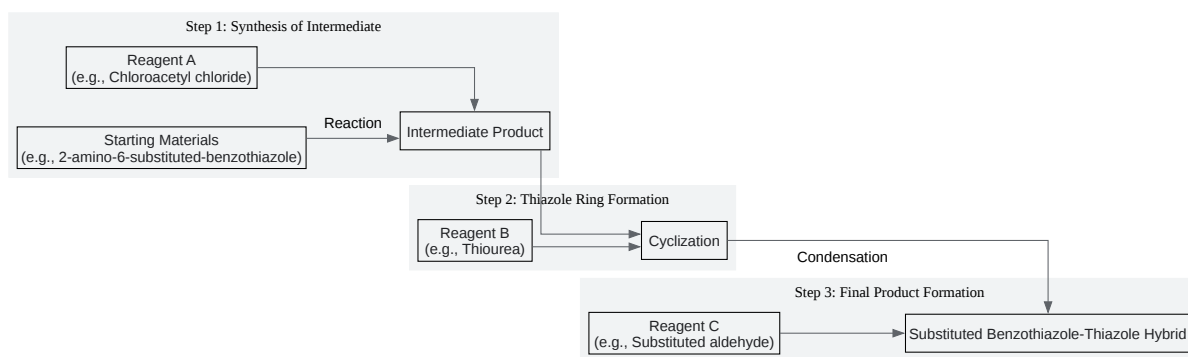 Step 1: Synthesis of Intermediate
Reagent A
(e.g., Chloroacetyl chloride)
Reaction
Intermediate Product
Starting Materials
(e.g., 2-amino-6-substituted-benzothiazole)
Step 2: Thiazole Ring Formation
Reagent B
(e.g., Thiourea)
Cyclization
Condensation
Step 3: Final Product Formation
Reagent C
(e.g., Substituted aldehyde)
Substituted Benzothiazole-Thiazole Hybrid